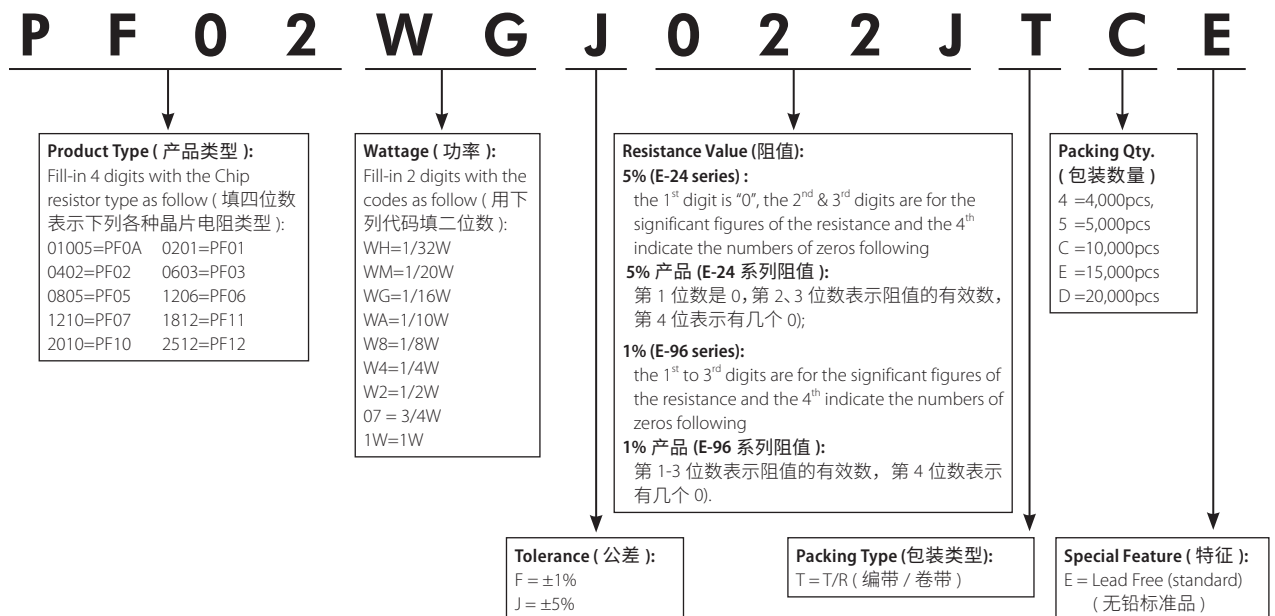 P F 0 2 W G J 0 2 2 J T C E
Product Type ( 产品类型 ):
Fill-in 4 digits with the Chip
resistor type as follow ( 填四位数
表示下列各种晶片电阻类型 ):
01005=PF0A 0201=PF01
0402=PF02 0603=PF03
0805=PF05 1206=PF06
1210=PF07 1812=PF11
2010=PF10 2512=PF12
Wattage ( 功率 ):
Fill-in 2 digits with the
codes as follow ( 用下
列代码填二位数 ):
WH=1/32W
WM=1/20W
WG=1/16W
WA=1/10W
W8=1/8W
W4=1/4W
W2=1/2W
07 = 3/4W
1W=1W
Resistance Value (阻值):
5% (E-24 series) :
the 1st digit is “0”, the 2nd & 3rd digits are for the
significant figures of the resistance and the 4th
indicate the numbers of zeros following
5% 产品 (E-24 系列阻值 ):
第 1 位数是 0, 第 2、3 位数表示阻值的有效数,
第 4 位表示有几个 0);
1% (E-96 series):
the 1st to 3rd digits are for the significant figures of
the resistance and the 4th indicate the numbers of
zeros following
1% 产品 (E-96 系列阻值 ):
第 1-3 位数表示阻值的有效数，第 4 位数表示
有几个 0).
Packing Qty.
( 包装数量 )
4 =4,000pcs,
5 =5,000pcs
C =10,000pcs
E =15,000pcs
D =20,000pcs
Tolerance ( 公差 ):
F = ±1%
J = ±5%
Packing Type (包装类型):
T = T/R ( 编带 / 卷带 )
Special Feature ( 特征 ):
E = Lead Free (standard)
( 无铅标准品 )